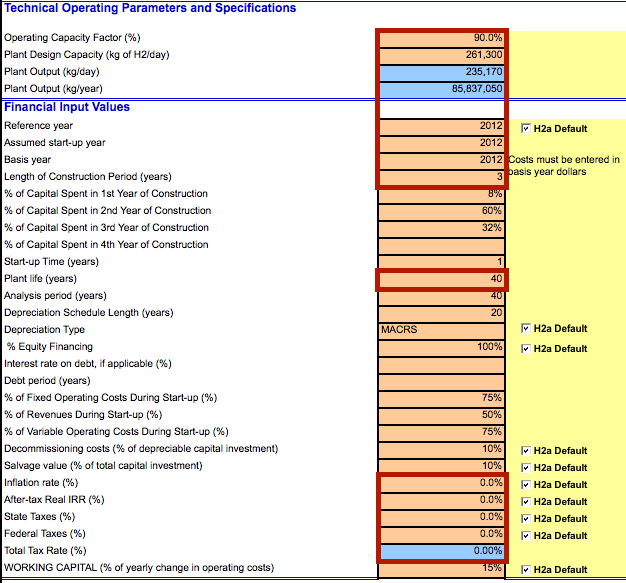 Technical Operating Parameters and Specifications
Operating Capacity Factor (%) 90.0%
Plant Design Capacity (kg of H2/day) 261,300
Plant Output (kg/day) 235,170
Plant Output (kg/year) 85,837,050
Financial Input Values
Reference year 2012 H2a Default
Assumed start-up year 2012
Basis year 2012 Costs must be entered in
basis year dollars
Length of Construction Period (years) 3
% of Capital Spent in 1st Year of Construction 8%
% of Capital Spent in 2nd Year of Construction 60%
% of Capital Spent in 3rd Year of Construction 32%
% of Capital Spent in 4th Year of Construction
Start-up Time (years) 1
Plant life (years) 40
Analysis period (years) 40
Depreciation Schedule Length (years) 20
Depreciation Type MACRS H2a Default
% Equity Financing 100% H2a Default
Interest rate on debt, if applicable (%)
Debt period (years)
% of Fixed Operating Costs During Start-up (%) 75%
% of Revenues During Start-up (%) 50%
% of Variable Operating Costs During Start-up (%) 75%
Decommissioning costs (% of depreciable capital investment) 10% H2a Default
Salvage value (% of total capital investment) 10% H2a Default
Inflation rate (%) 0.0% H2a Default
After-tax Real IRR (%) 0.0% H2a Default
State Taxes (%) 0.0% H2a Default
Federal Taxes (%) 0.0% H2a Default
Total Tax Rate (%) 0.00%
WORKING CAPITAL (% of yearly change in operating costs) 15% H2a Default